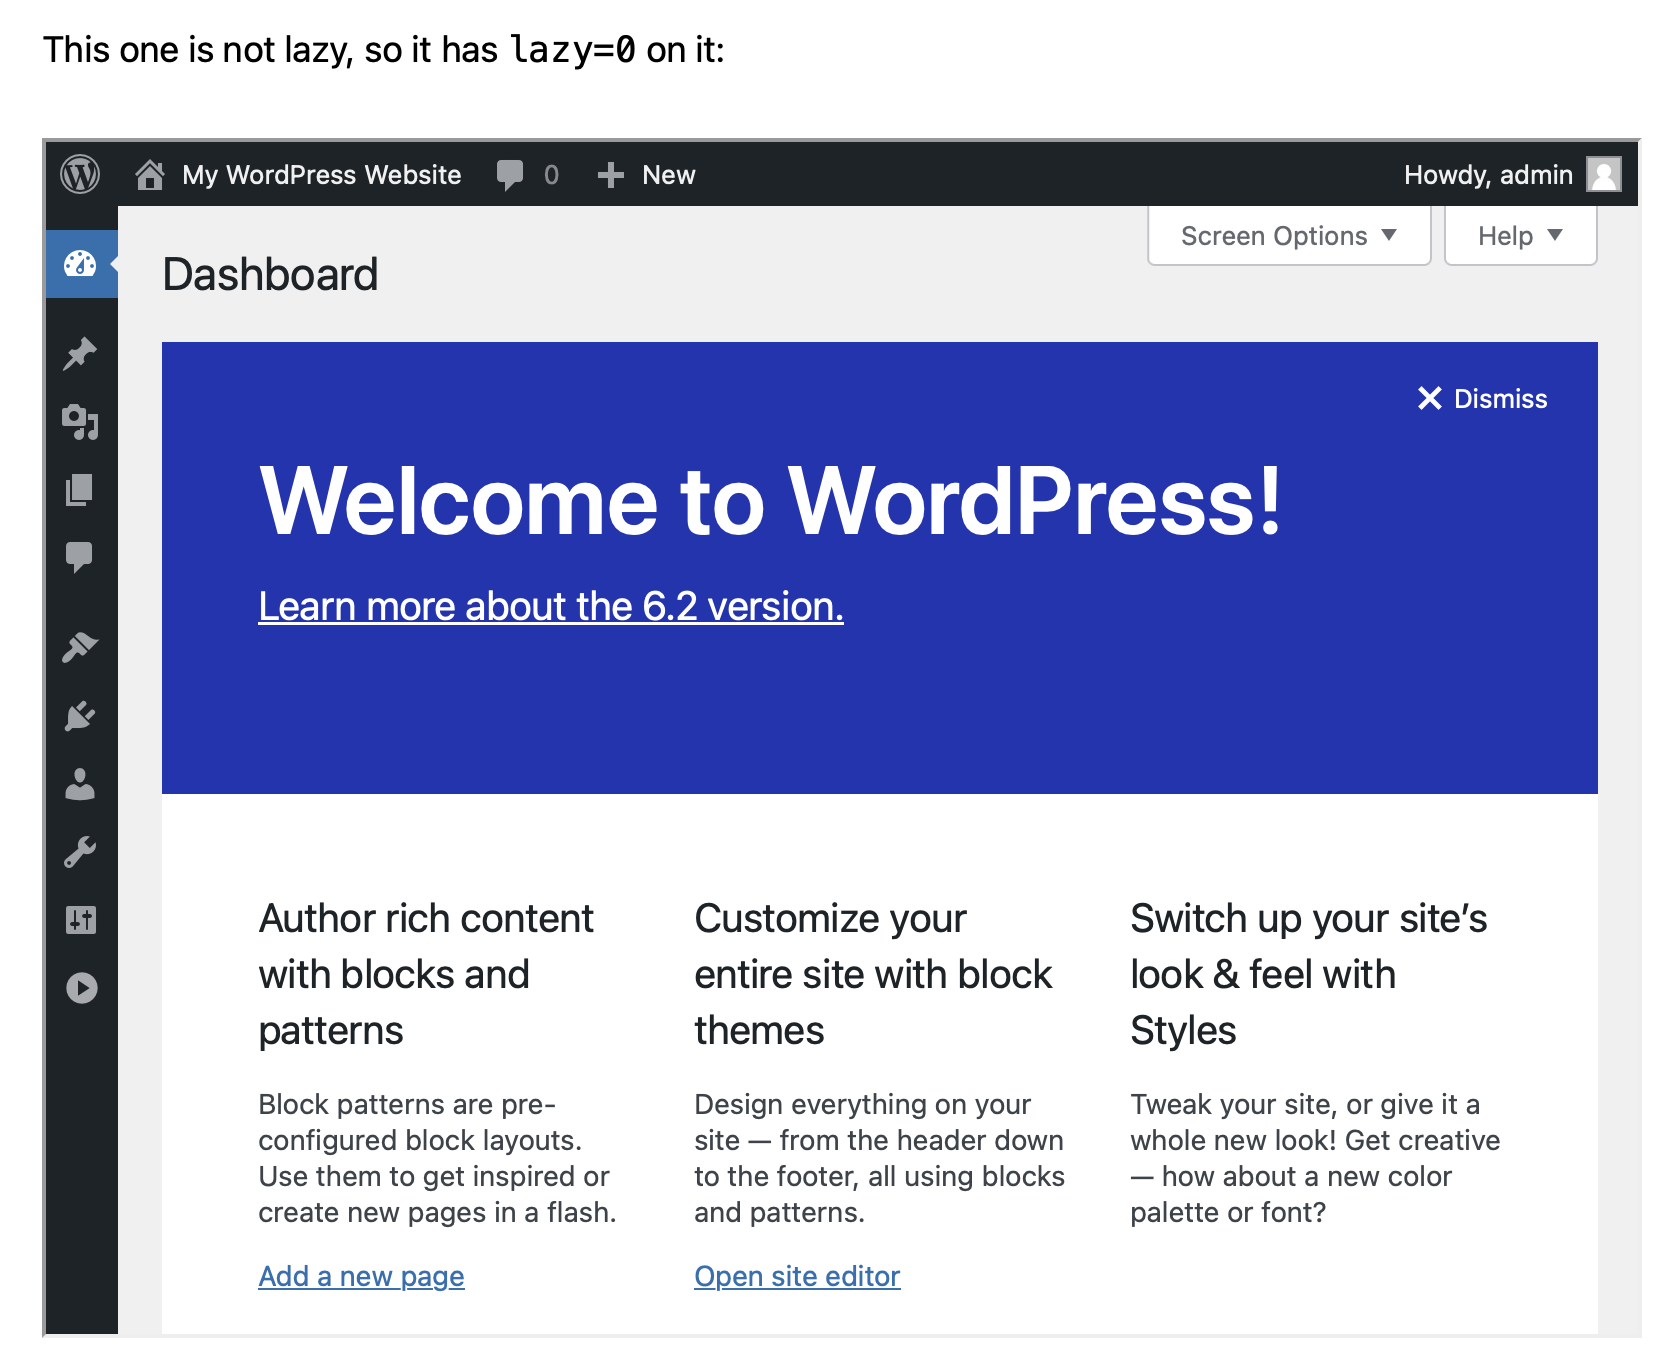 This one is not lazy, so it has lazy=0 on it:
My WordPress Website 0 New Howdy, admin
Screen Options Help
Dashboard
Dismiss
Welcome to WordPress!
Learn more about the 6.2 version.
Author rich content
with blocks and
patterns
Block patterns are pre-
configured block layouts.
Use them to get inspired or
create new pages in a flash.
Add a new page
Customize your
entire site with block
themes
Design everything on your
site — from the header down
to the footer, all using blocks
and patterns.
Open site editor
Switch up your site’s
look & feel with
Styles
Tweak your site, or give it a
whole new look! Get creative
— how about a new color
palette or font?